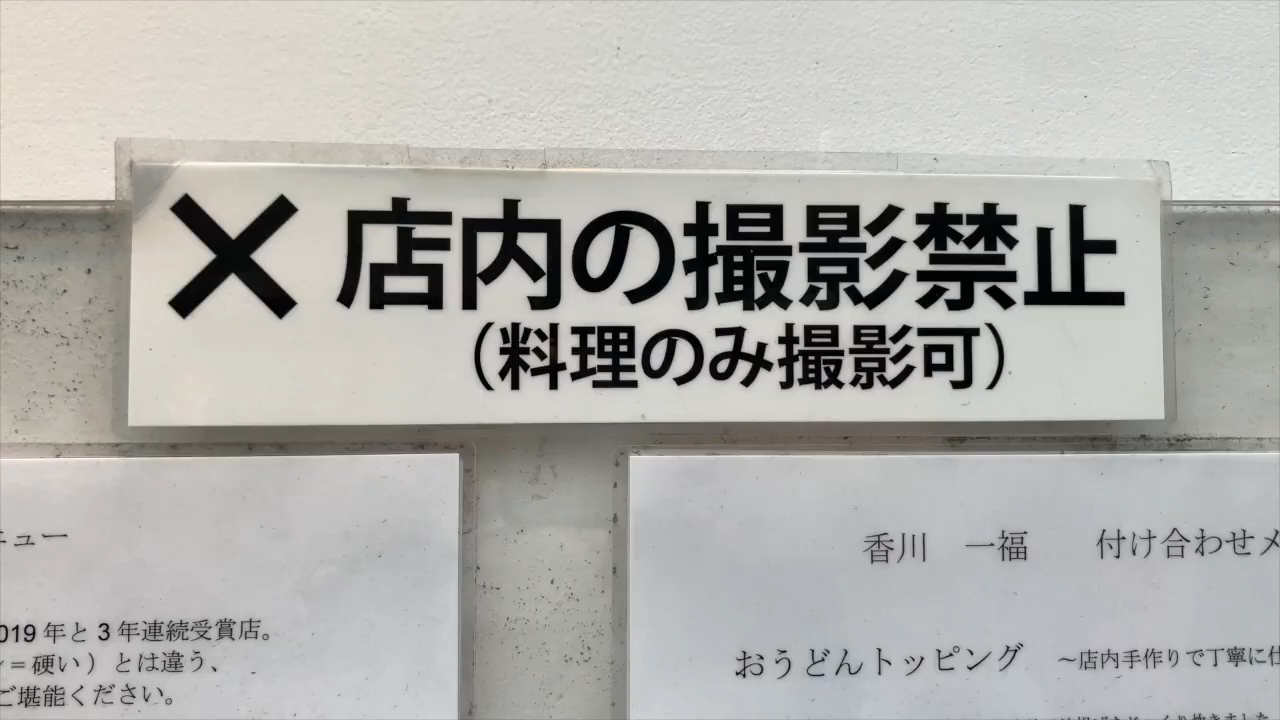 × 店内の撮影禁止
（料理のみ撮影可）
ニュー
019年と3年連続受賞店。
＝硬い）とは違う、
ご堪能ください。
香川　一福　　付け合わせメ
おうどんトッピング　～店内手作りで丁寧に仕